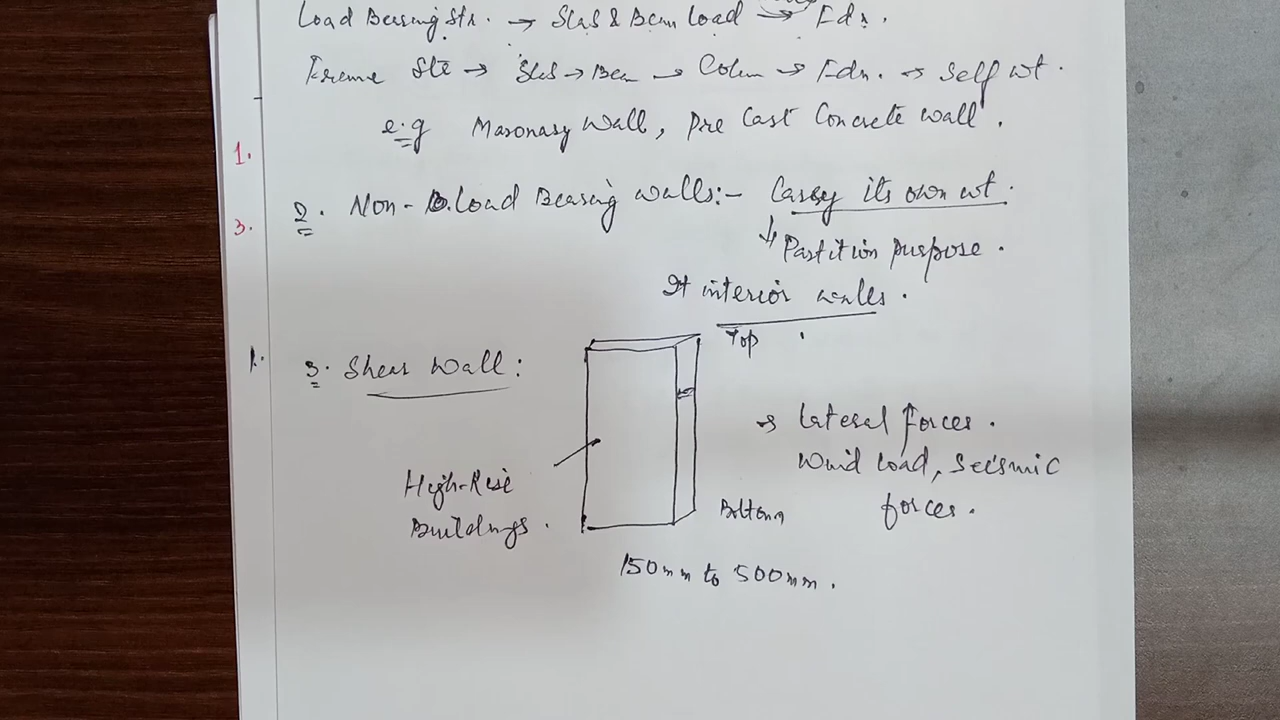 Load Bearing Str. → Slab & Beam Load → Fdn.
Frame Str → Slab → Beam → Column → Fdn. → Self wt.
e.g Masonary Wall, Pre Cast Concrete wall.
1.
2. Non-Load Bearing walls:- Carry its own wt.
3.
↓ Partition purpose.
It interior walls.
Top
1.
3. Shear Wall:
→ lateral forces.
Wind load, Seismic
forces.
High-Rise
Buildings.
Bottom
150mm to 500mm.